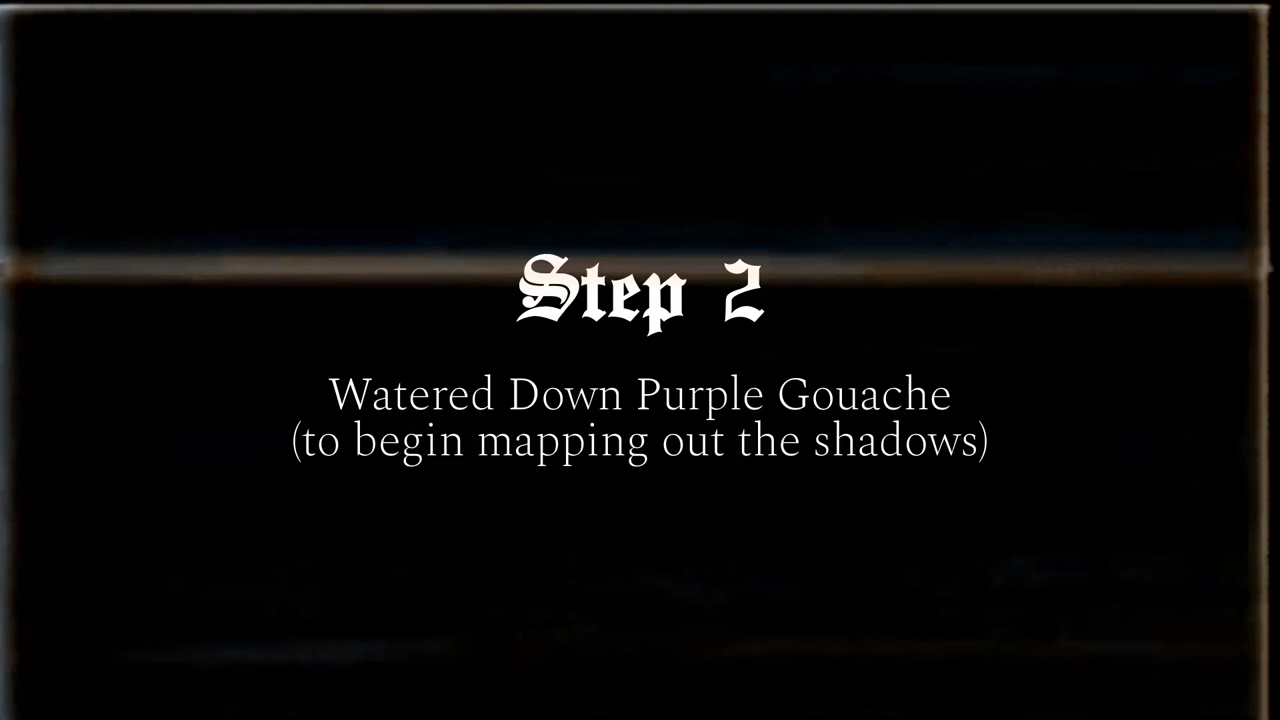 Step 2
Watered Down Purple Gouache
(to begin mapping out the shadows)